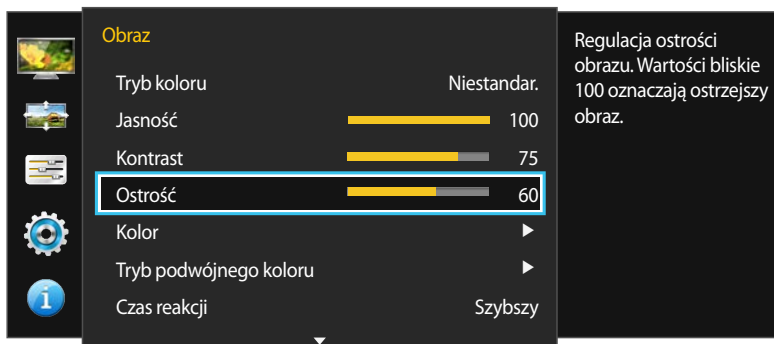 Obraz
Tryb koloru Niestandar.
Jasność 100
Kontrast 75
Ostrość 60
Kolor
Tryb podwójnego koloru
Czas reakcji Szybszy
Regulacja ostrości
obrazu. Wartości bliskie
100 oznaczają ostrzejszy
obraz.